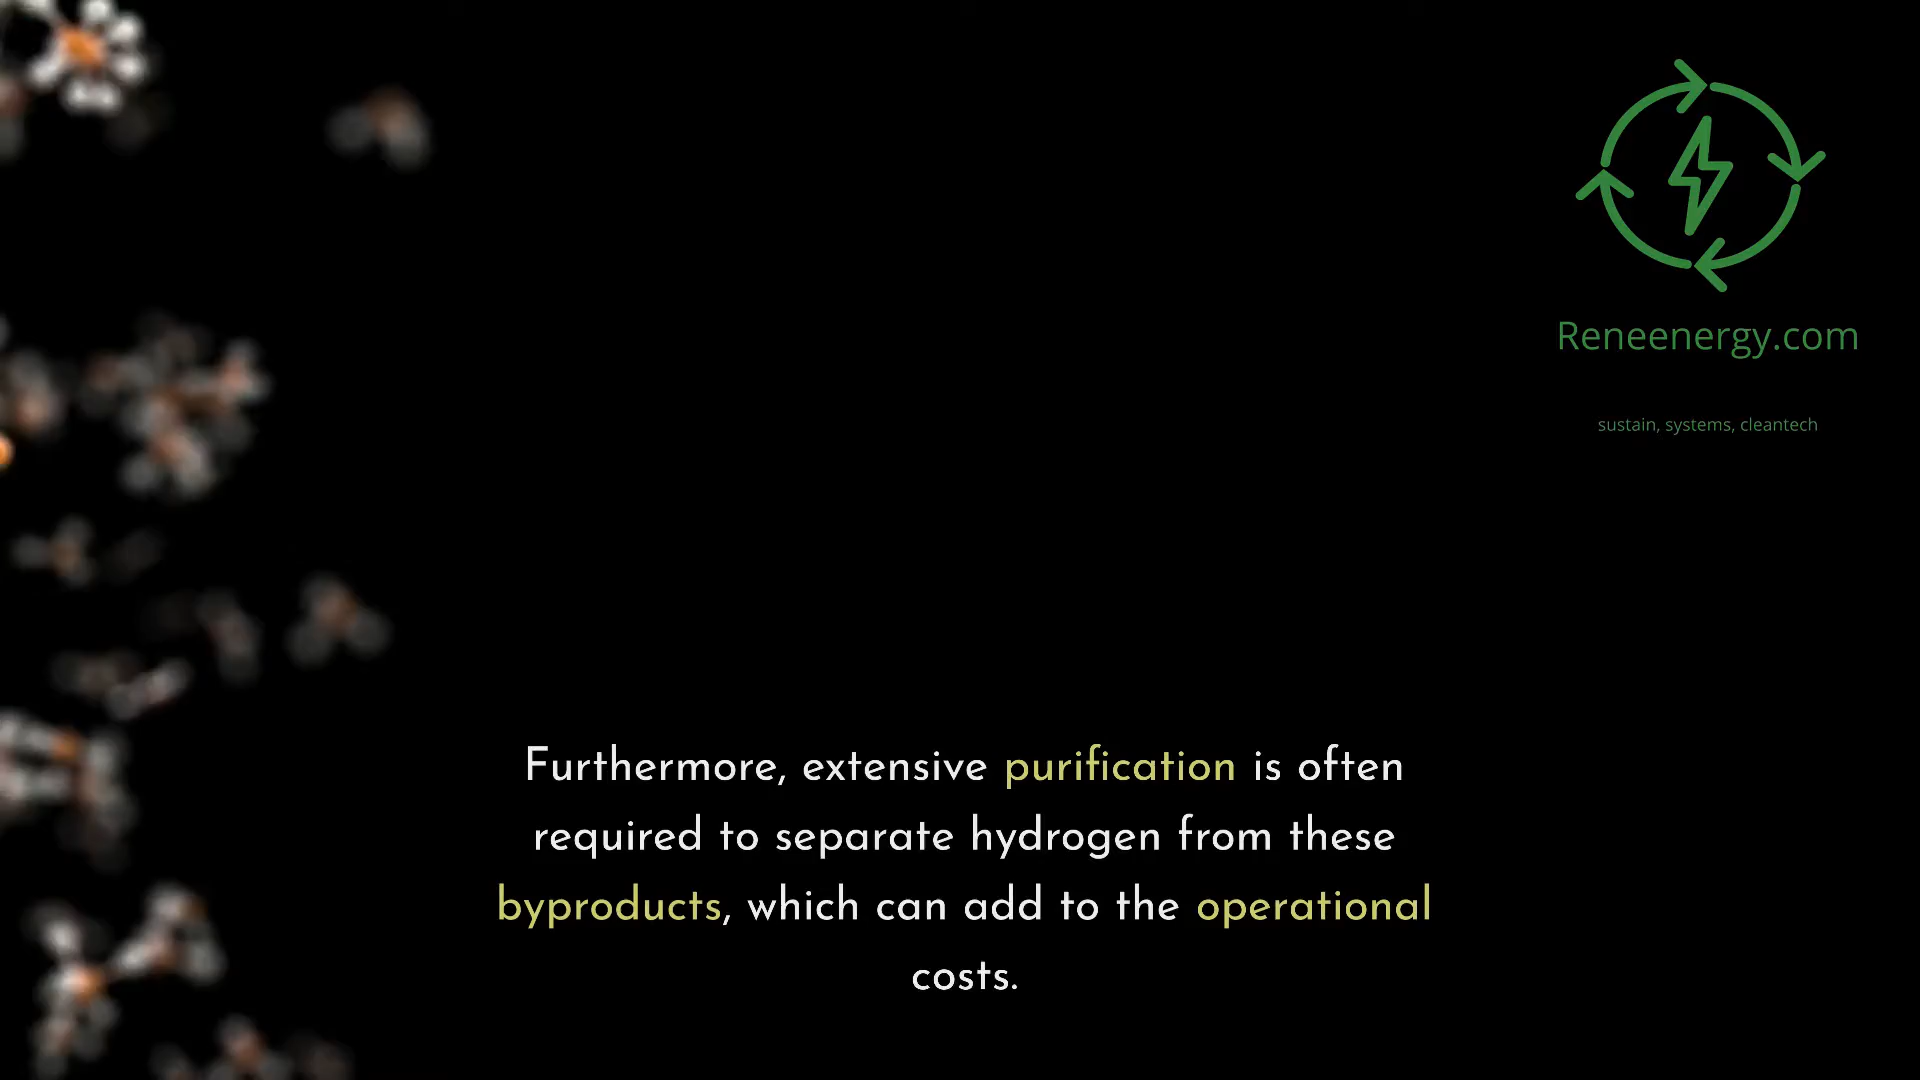 Reneenergy.com
sustain, systems, cleantech
Furthermore, extensive purification is often
required to separate hydrogen from these
byproducts, which can add to the operational
costs.